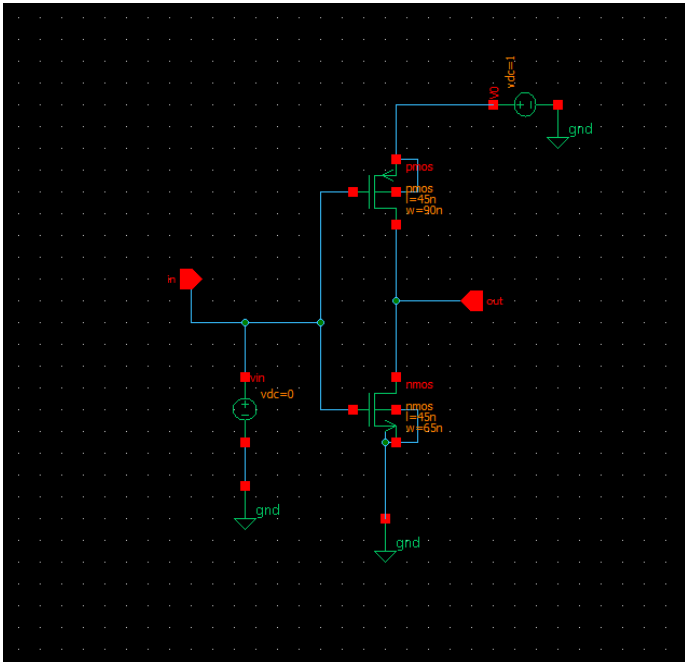 vdc=1
V0
gnd
pmos
pmos
l=45n
w=90n
in
out
vin
vdc=0
nmos
nmos
l=45n
w=65n
gnd
gnd